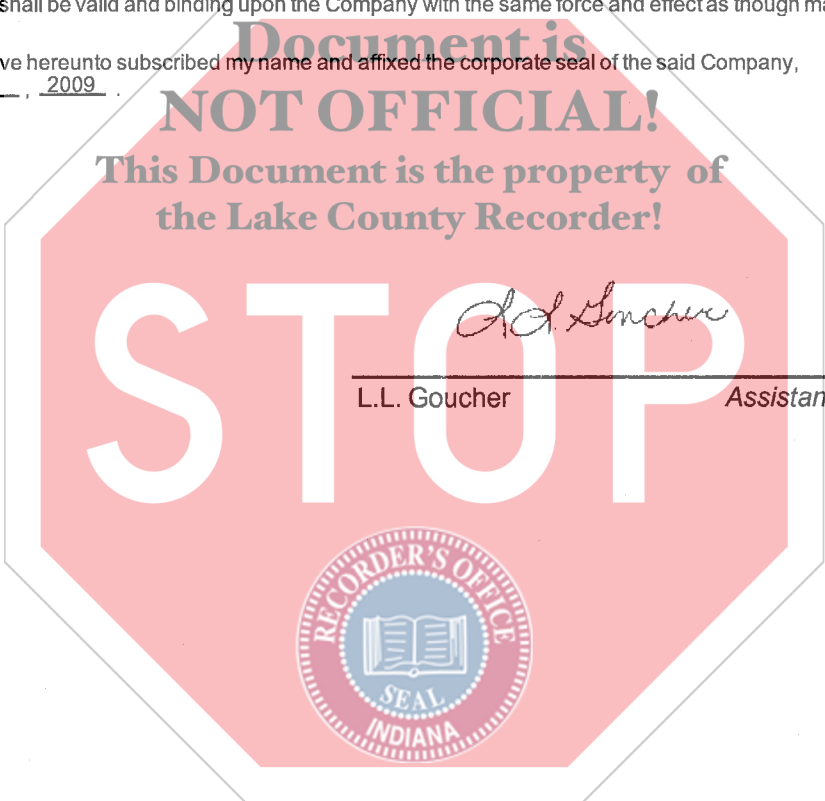 shall be valid and binding upon the Company with the same force and effect as though ma
Document is
ve hereunto subscribed my name and affixed the corporate seal of the said Company,
, 2009 .
NOT OFFICIAL!
This Document is the property of
the Lake County Recorder!
STOP
L.L. Goucher
L.L. Goucher Assistan
RECORDER'S OFFICE
SEAL
INDIANA